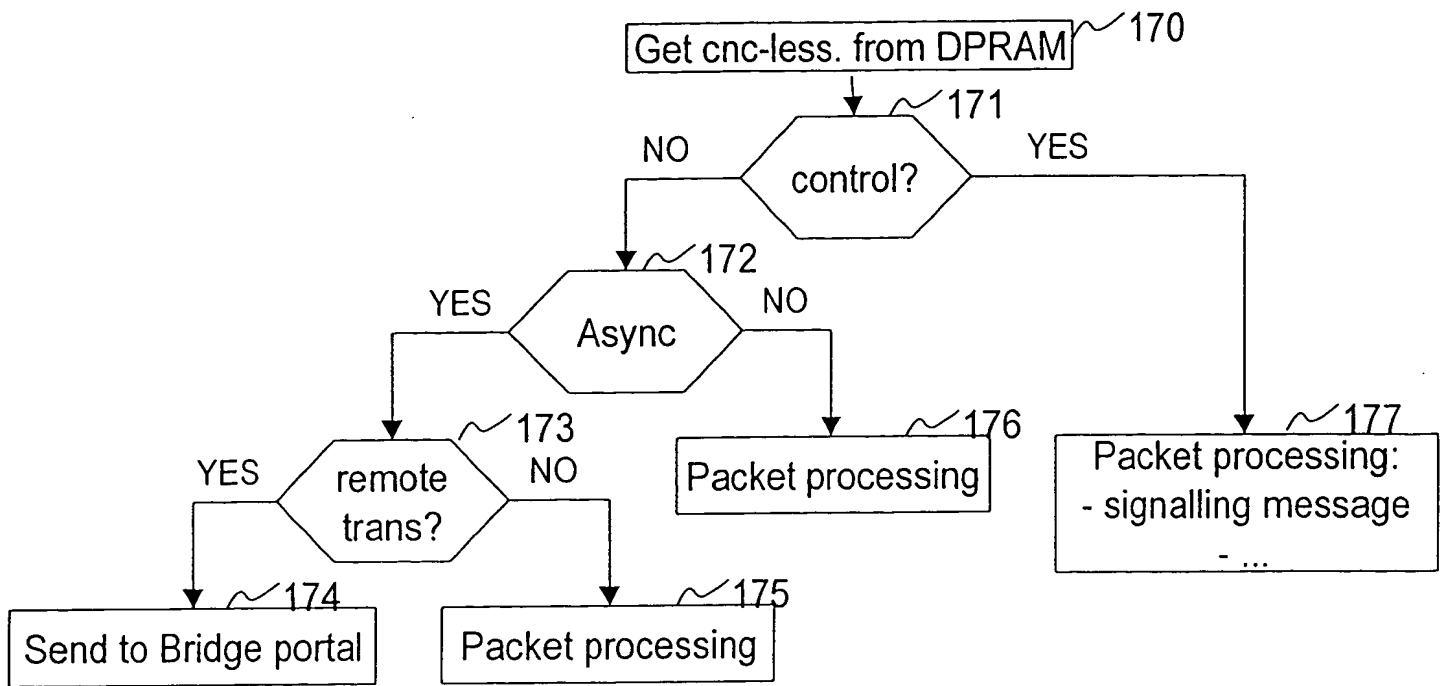 170
Get cnc-less. from DPRAM
171
NO
YES
control?
172
YES
NO
Async
173
176
177
YES
NO
remote
trans?
Packet processing
Packet processing:
- signalling message
- ...
174
175
Send to Bridge portal
Packet processing